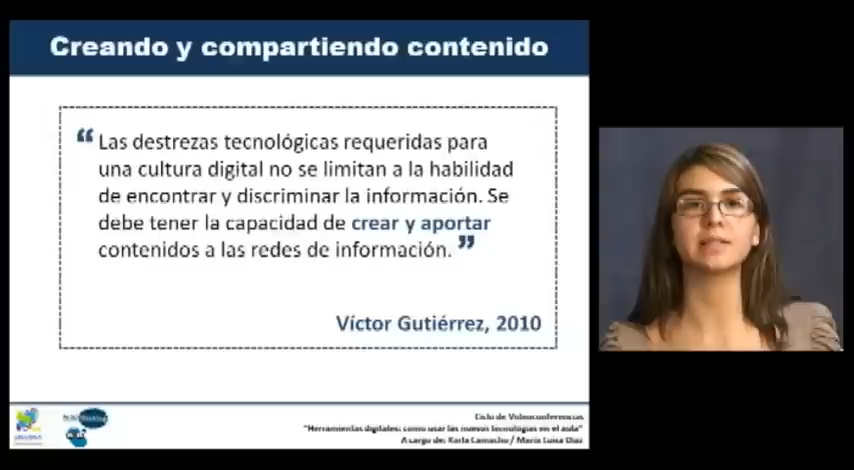 Creando y compartiendo contenido
“ Las destrezas tecnológicas requeridas para
una cultura digital no se limitan a la habilidad
de encontrar y discriminar la información. Se
debe tener la capacidad de crear y aportar
contenidos a las redes de información. ”
Víctor Gutiérrez, 2010
Ciclo de Videoconferencias
"Herramientas digitales: como usar las nuevas tecnologías en el aula"
A cargo de: Karla Camacho / María Luisa Díaz